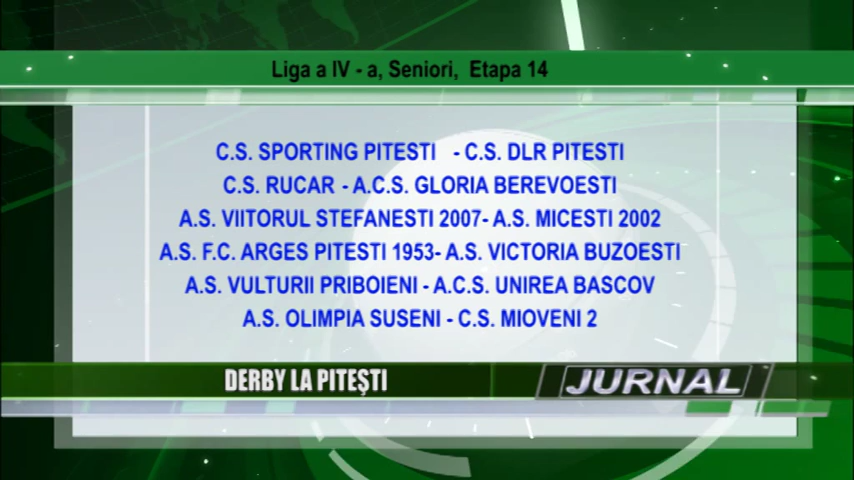 Liga a IV - a, Seniori, Etapa 14
C.S. SPORTING PITESTI - C.S. DLR PITESTI
C.S. RUCAR - A.C.S. GLORIA BEREVOESTI
A.S. VIITORUL STEFANESTI 2007- A.S. MICESTI 2002
A.S. F.C. ARGES PITESTI 1953- A.S. VICTORIA BUZOESTI
A.S. VULTURII PRIBOIENI - A.C.S. UNIREA BASCOV
A.S. OLIMPIA SUSENI - C.S. MIOVENI 2
DERBY LA PITEŞTI
JURNAL